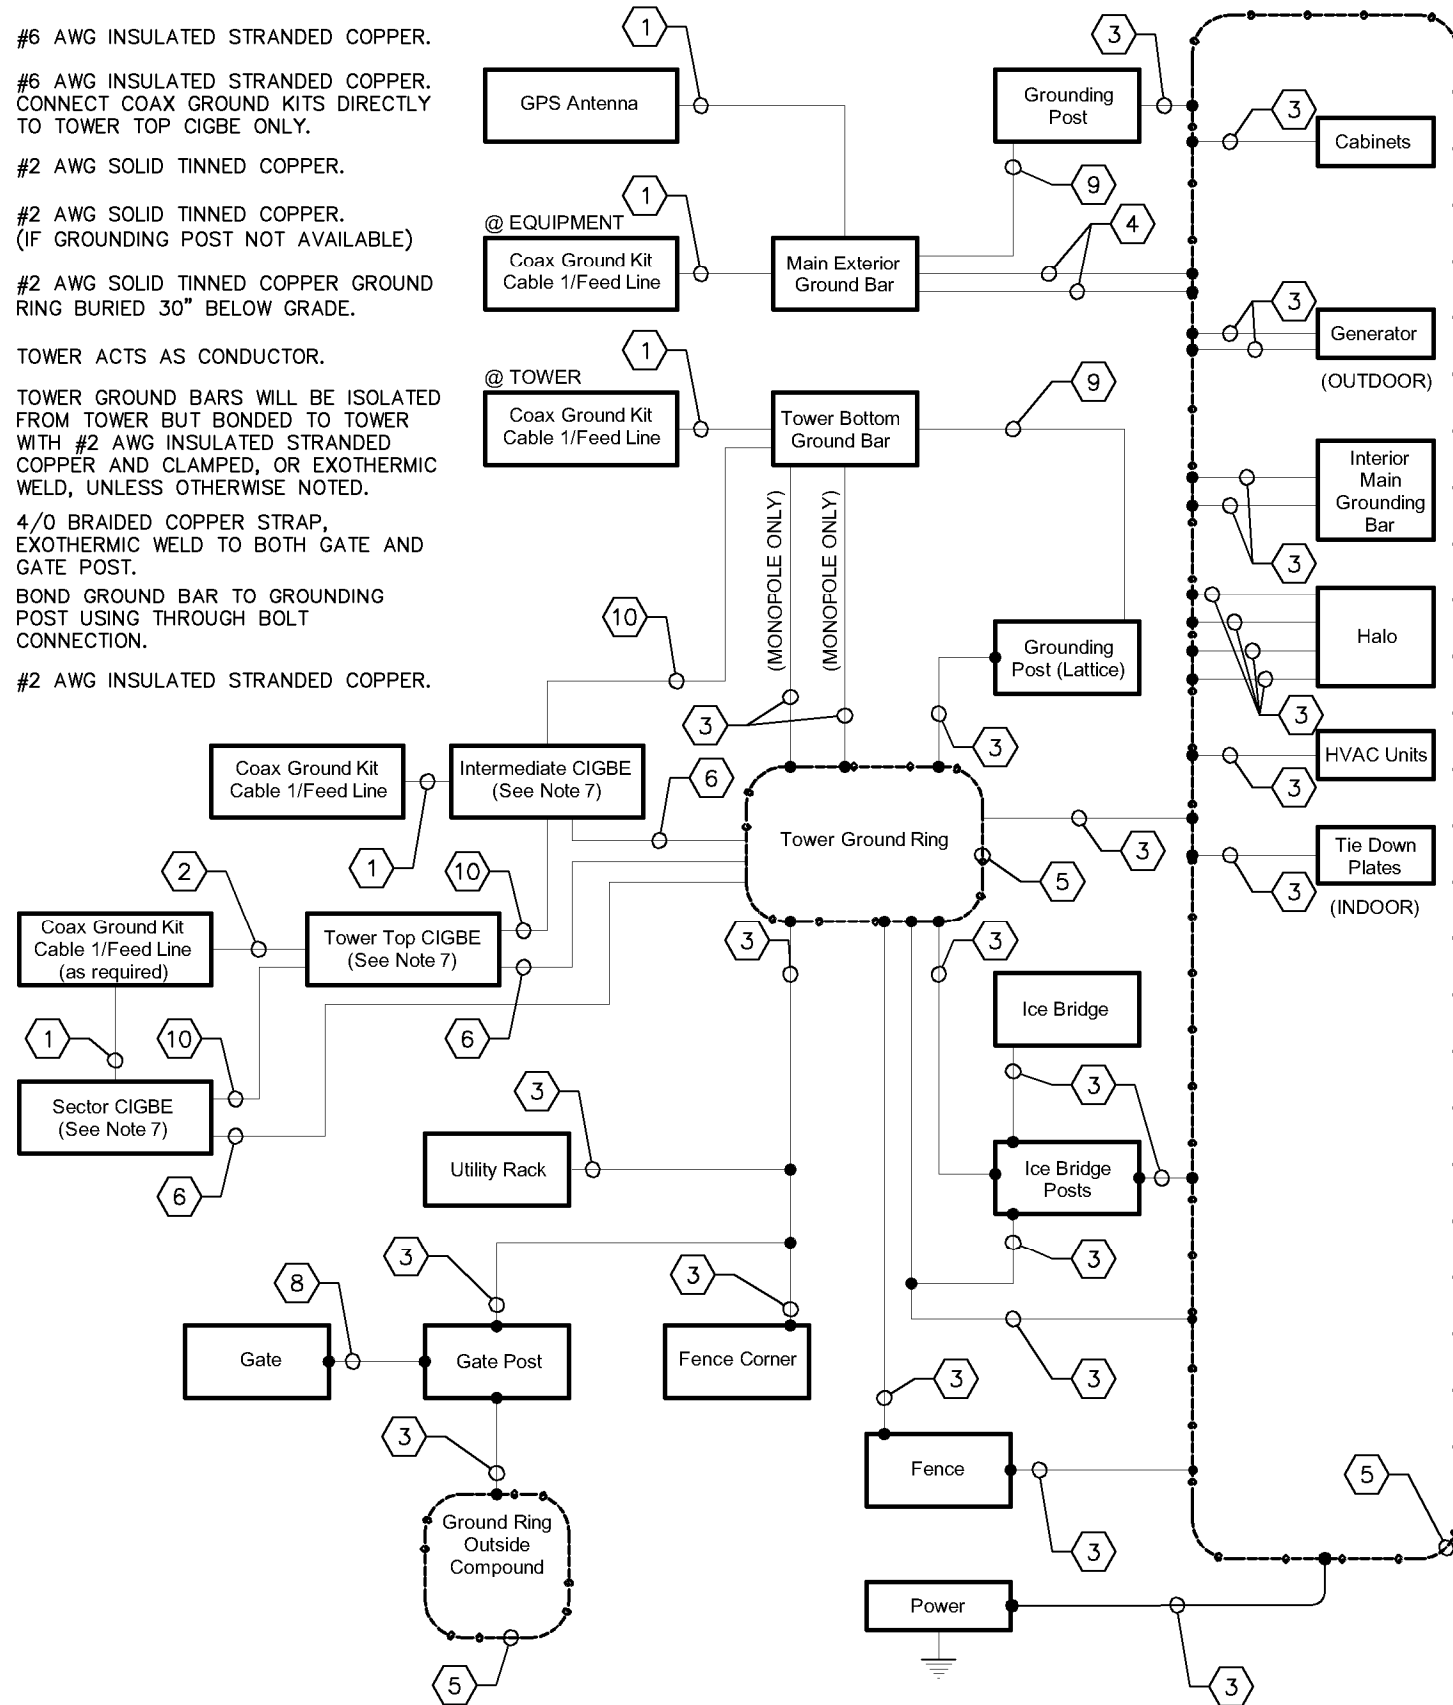 #6 AWG INSULATED STRANDED COPPER.
#6 AWG INSULATED STRANDED COPPER.
CONNECT COAX GROUND KITS DIRECTLY
TO TOWER TOP CIGBE ONLY.
#2 AWG SOLID TINNED COPPER.
#2 AWG SOLID TINNED COPPER.
(IF GROUNDING POST NOT AVAILABLE)
#2 AWG SOLID TINNED COPPER GROUND
RING BURIED 30" BELOW GRADE.
TOWER ACTS AS CONDUCTOR.
TOWER GROUND BARS WILL BE ISOLATED
FROM TOWER BUT BONDED TO TOWER
WITH #2 AWG INSULATED STRANDED
COPPER AND CLAMPED, OR EXOTHERMIC
WELD, UNLESS OTHERWISE NOTED.
4/0 BRAIDED COPPER STRAP,
EXOTHERMIC WELD TO BOTH GATE AND
GATE POST.
BOND GROUND BAR TO GROUNDING
POST USING THROUGH BOLT
CONNECTION.
#2 AWG INSULATED STRANDED COPPER.
1
3
GPS Antenna
Grounding
Post
3
Cabinets
9
1
4
@ EQUIPMENT
Coax Ground Kit
Cable 1/Feed Line
Main Exterior
Ground Bar
3
Generator
(OUTDOOR)
1
9
@ TOWER
Coax Ground Kit
Cable 1/Feed Line
Tower Bottom
Ground Bar
Interior
Main
Grounding
Bar
3
(MONOPOLE ONLY)
(MONOPOLE ONLY)
10
Grounding
Post (Lattice)
Halo
3
3
3
Coax Ground Kit
Cable 1/Feed Line
Intermediate CIGBE
(See Note 7)
6
HVAC Units
3
Tower Ground Ring
3
1
10
5
2
Tie Down
Plates
3
(INDOOR)
Coax Ground Kit
Cable 1/Feed Line
(as required)
Tower Top CIGBE
(See Note 7)
3
3
6
Ice Bridge
1
10
3
3
Sector CIGBE
(See Note 7)
6
Utility Rack
Ice Bridge
Posts
3
3
3
8
Gate
Gate Post
Fence Corner
3
3
3
Fence
3
5
Ground Ring
Outside
Compound
Power
5
3